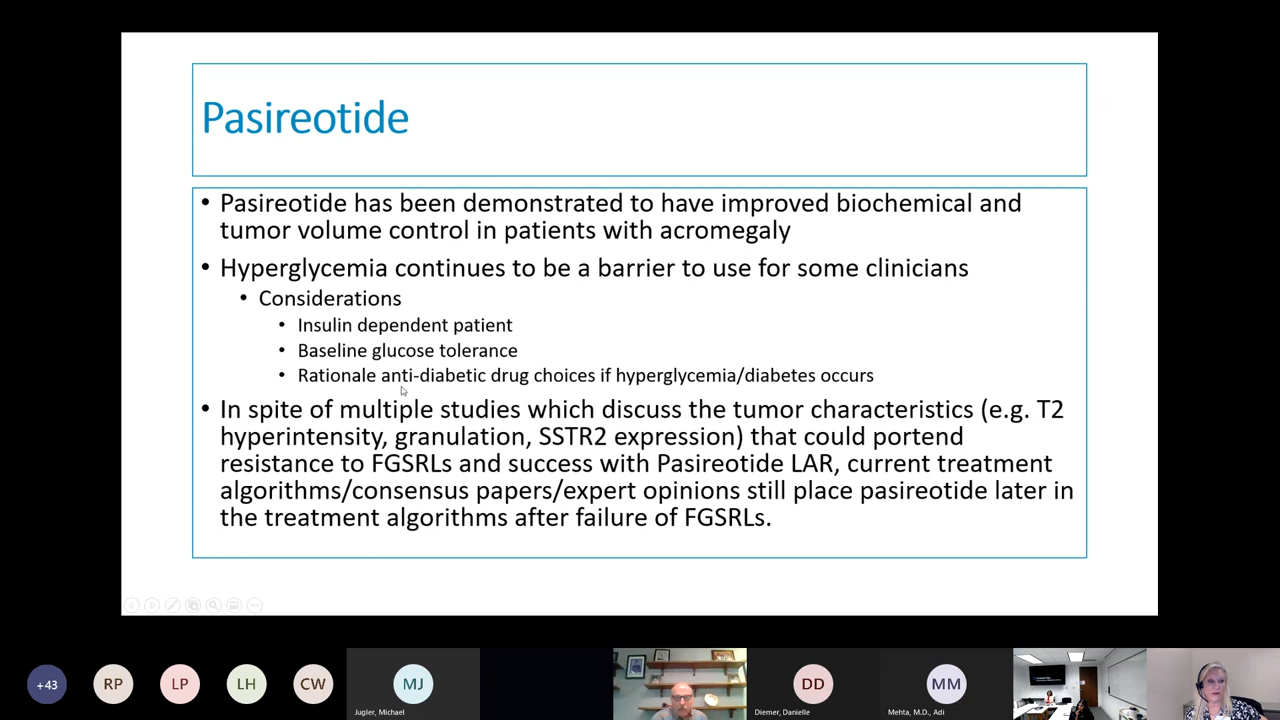 Pasireotide
• Pasireotide has been demonstrated to have improved biochemical and
tumor volume control in patients with acromegaly
• Hyperglycemia continues to be a barrier to use for some clinicians
• Considerations
• Insulin dependent patient
• Baseline glucose tolerance
• Rationale anti-diabetic drug choices if hyperglycemia/diabetes occurs
• In spite of multiple studies which discuss the tumor characteristics (e.g. T2
hyperintensity, granulation, SSTR2 expression) that could portend
resistance to FGSRLs and success with Pasireotide LAR, current treatment
algorithms/consensus papers/expert opinions still place pasireotide later in
the treatment algorithms after failure of FGSRLs.
+43
RP
LP
LH
CW
MJ
DD
MM
Jugler, Michael
Diemer, Danielle
Mehta, M.D., Adi